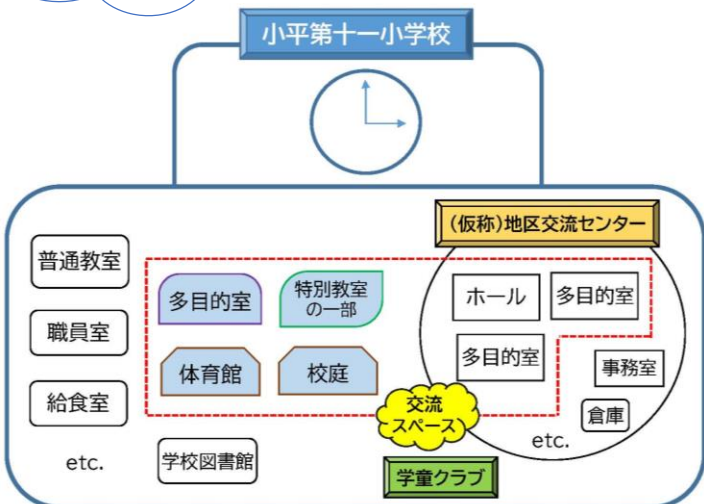 小平第十一小学校
(仮称)地区交流センター
普通教室
多目的室
特別教室
の一部
ホール
多目的室
職員室
体育館
校庭
多目的室
事務室
給食室
交流
スペース
倉庫
etc.
etc.
学校図書館
学童クラブ